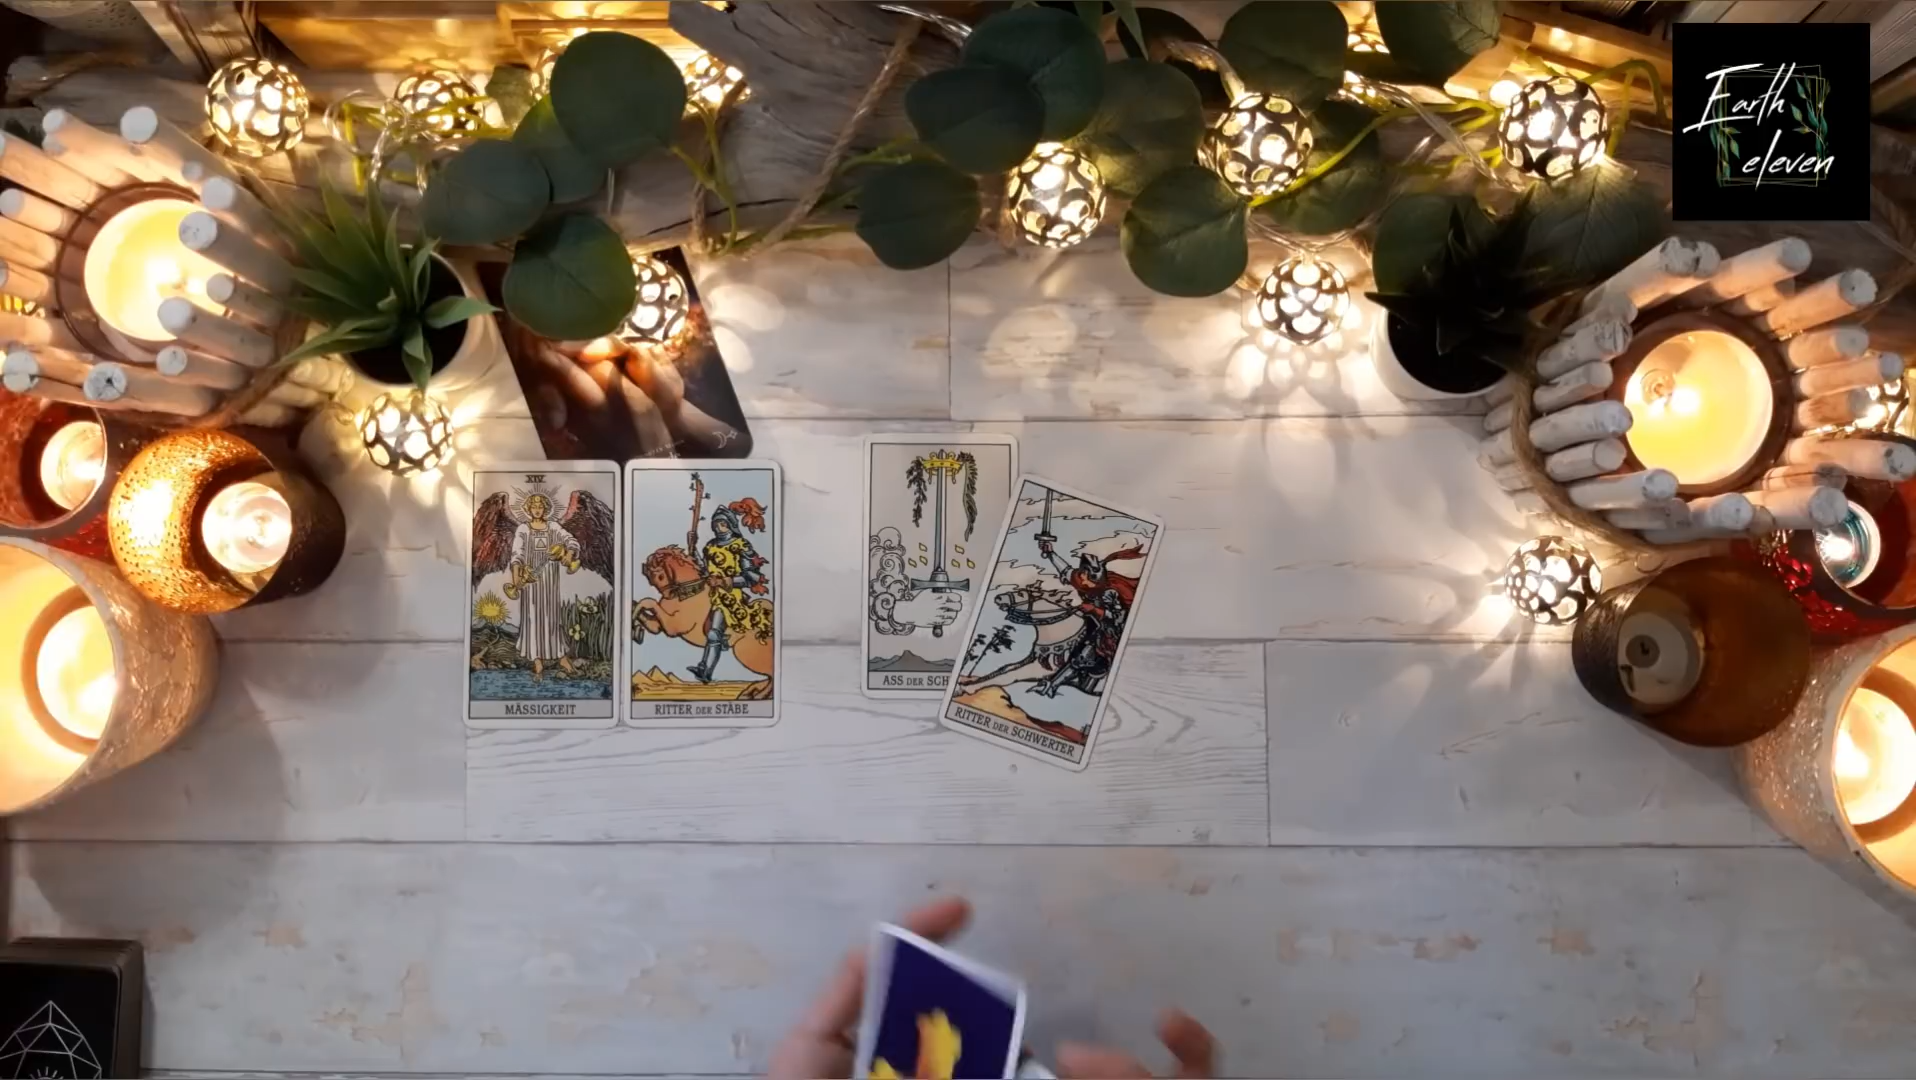 Earth
eleven
XIV
MÄSSIGKEIT
RITTER DER STÄBE
ASS DER SCH
RITTER DER SCHWERTER